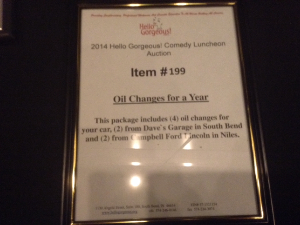 Hello
Gorgeous!
2014 Hello Gorgeous! Comedy Luncheon
Auction
Item #199
Oil Changes for a Year
This package includes (4) oil changes for
your car, (2) from Dave's Garage in South Bend
and (2) from Campbell Ford Lincoln in Niles.